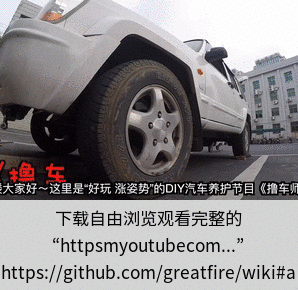 撸车
大家好～这里是“好玩 涨姿势”的DIY汽车养护节目《撸车师
下载自由浏览观看完整的
“httpsmyoutubecom...”
https://github.com/greatfire/wiki#a